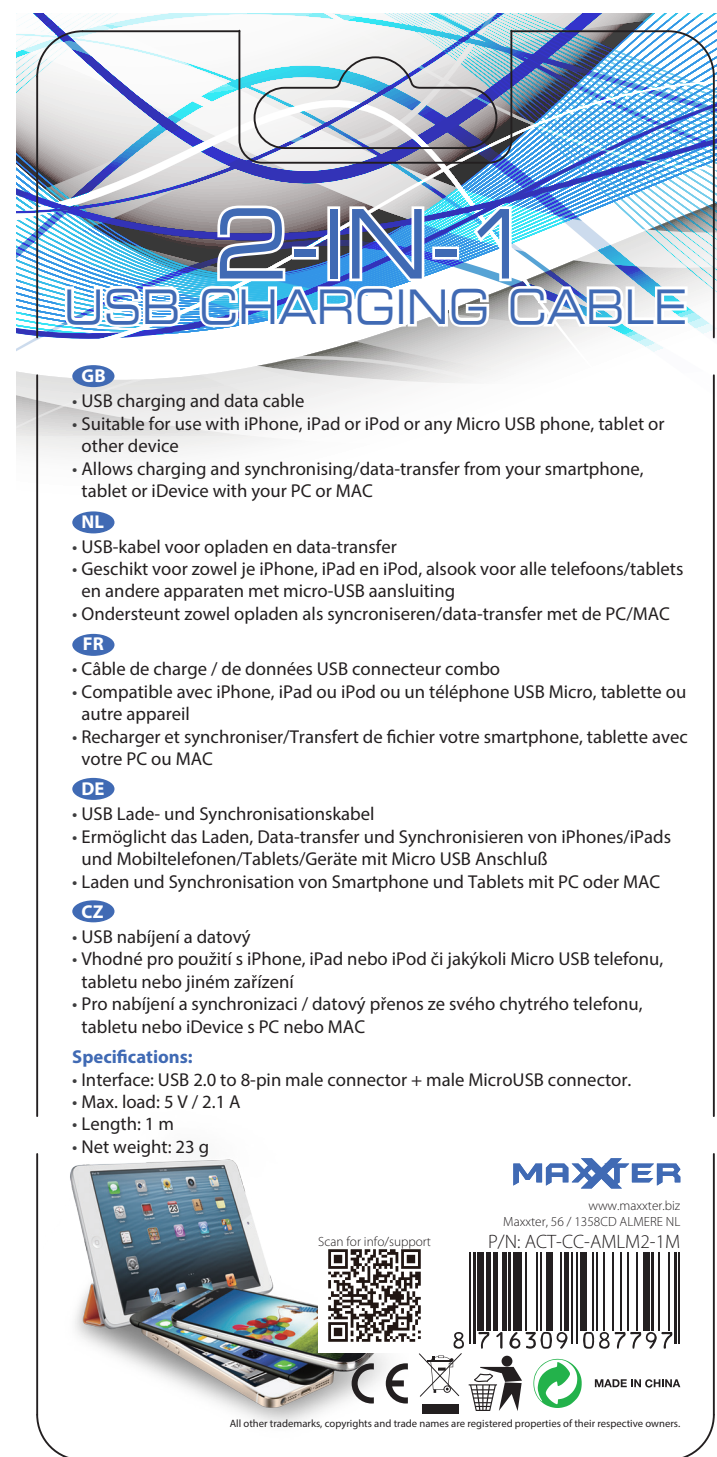 2-IN-1
USB CHARGING CABLE
GB
• USB charging and data cable
• Suitable for use with iPhone, iPad or iPod or any Micro USB phone, tablet or
other device
• Allows charging and synchronising/data-transfer from your smartphone,
tablet or iDevice with your PC or MAC
NL
• USB-kabel voor opladen en data-transfer
• Geschikt voor zowel je iPhone, iPad en iPod, alsook voor alle telefoons/tablets
en andere apparaten met micro-USB aansluiting
• Ondersteunt zowel opladen als syncroniseren/data-transfer met de PC/MAC
FR
• Câble de charge / de données USB connecteur combo
• Compatible avec iPhone, iPad ou iPod ou un téléphone USB Micro, tablette ou
autre appareil
• Recharger et synchroniser/Transfert de fichier votre smartphone, tablette avec
votre PC ou MAC
DE
• USB Lade- und Synchronisationskabel
• Ermöglicht das Laden, Data-transfer und Synchronisieren von iPhones/iPads
und Mobiltelefonen/Tablets/Geräte mit Micro USB Anschluß
• Laden und Synchronisation von Smartphone und Tablets mit PC oder MAC
CZ
• USB nabíjení a datový
• Vhodné pro použití s iPhone, iPad nebo iPod či jakýkoli Micro USB telefonu,
tabletu nebo jiném zařízení
• Pro nabíjení a synchronizaci / datový přenos ze svého chytrého telefonu,
tabletu nebo iDevice s PC nebo MAC
Specifications:
• Interface: USB 2.0 to 8-pin male connector + male MicroUSB connector.
• Max. load: 5 V / 2.1 A
• Length: 1 m
• Net weight: 23 g
MAXXTER
www.maxxter.biz
Maxxter, 56 / 1358CD ALMERE NL
P/N: ACT-CC-AMLM2-1M
Scan for info/support
8 716309 087797
CE
MADE IN CHINA
All other trademarks, copyrights and trade names are registered properties of their respective owners.